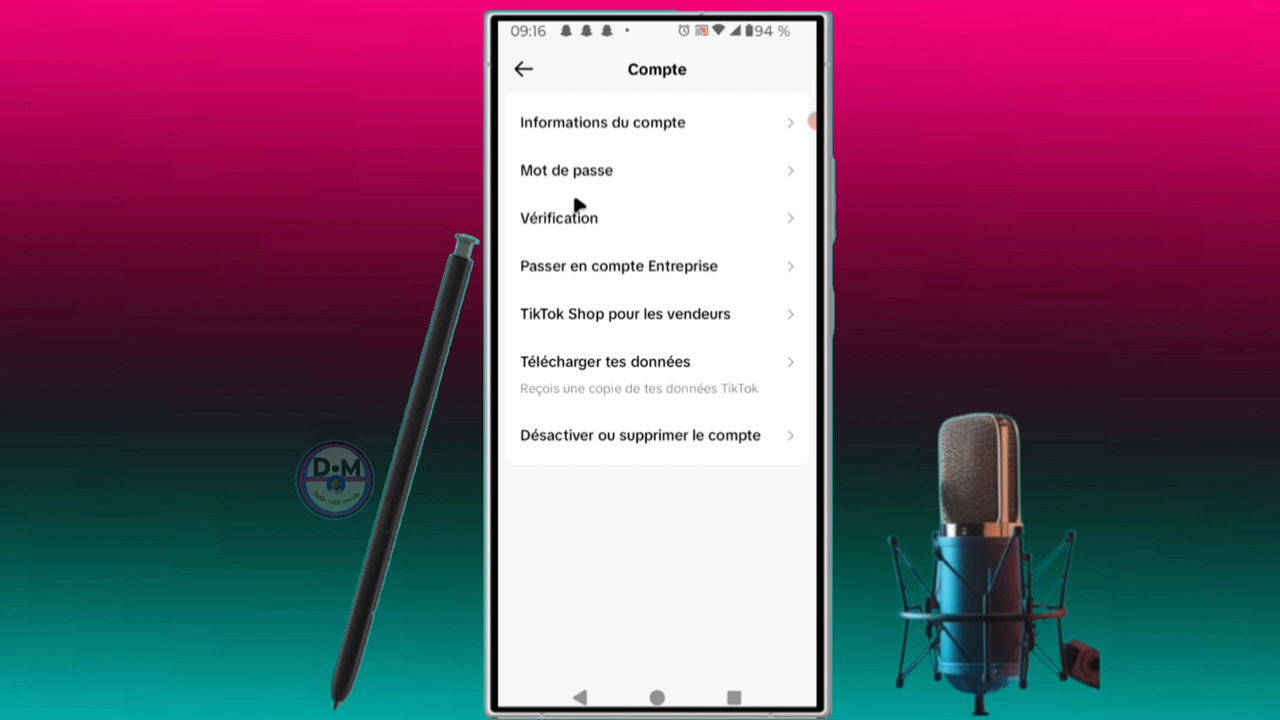 09:16
94 %
Compte
Informations du compte
Mot de passe
Vérification
Passer en compte Entreprise
TikTok Shop pour les vendeurs
Télécharger tes données
Reçois une copie de tes données TikTok
Désactiver ou supprimer le compte
D•M